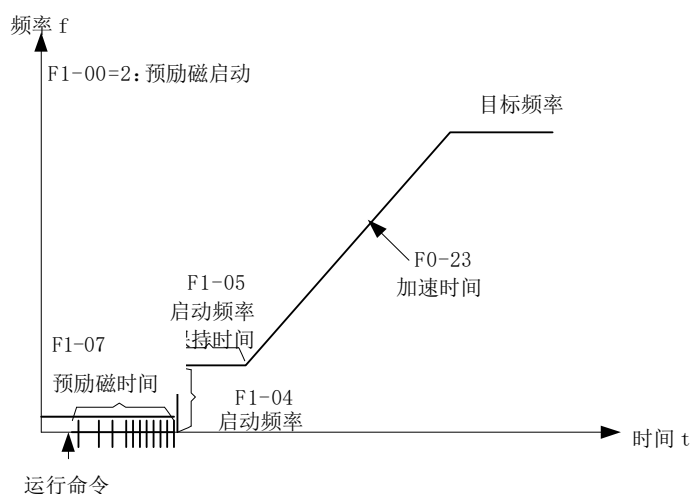 频率 f
F1-00=2:预励磁启动
目标频率
F0-23
加速时间
F1-05
启动频率
持时间
F1-07
预励磁时间
F1-04
启动频率
时间 t
运行命令